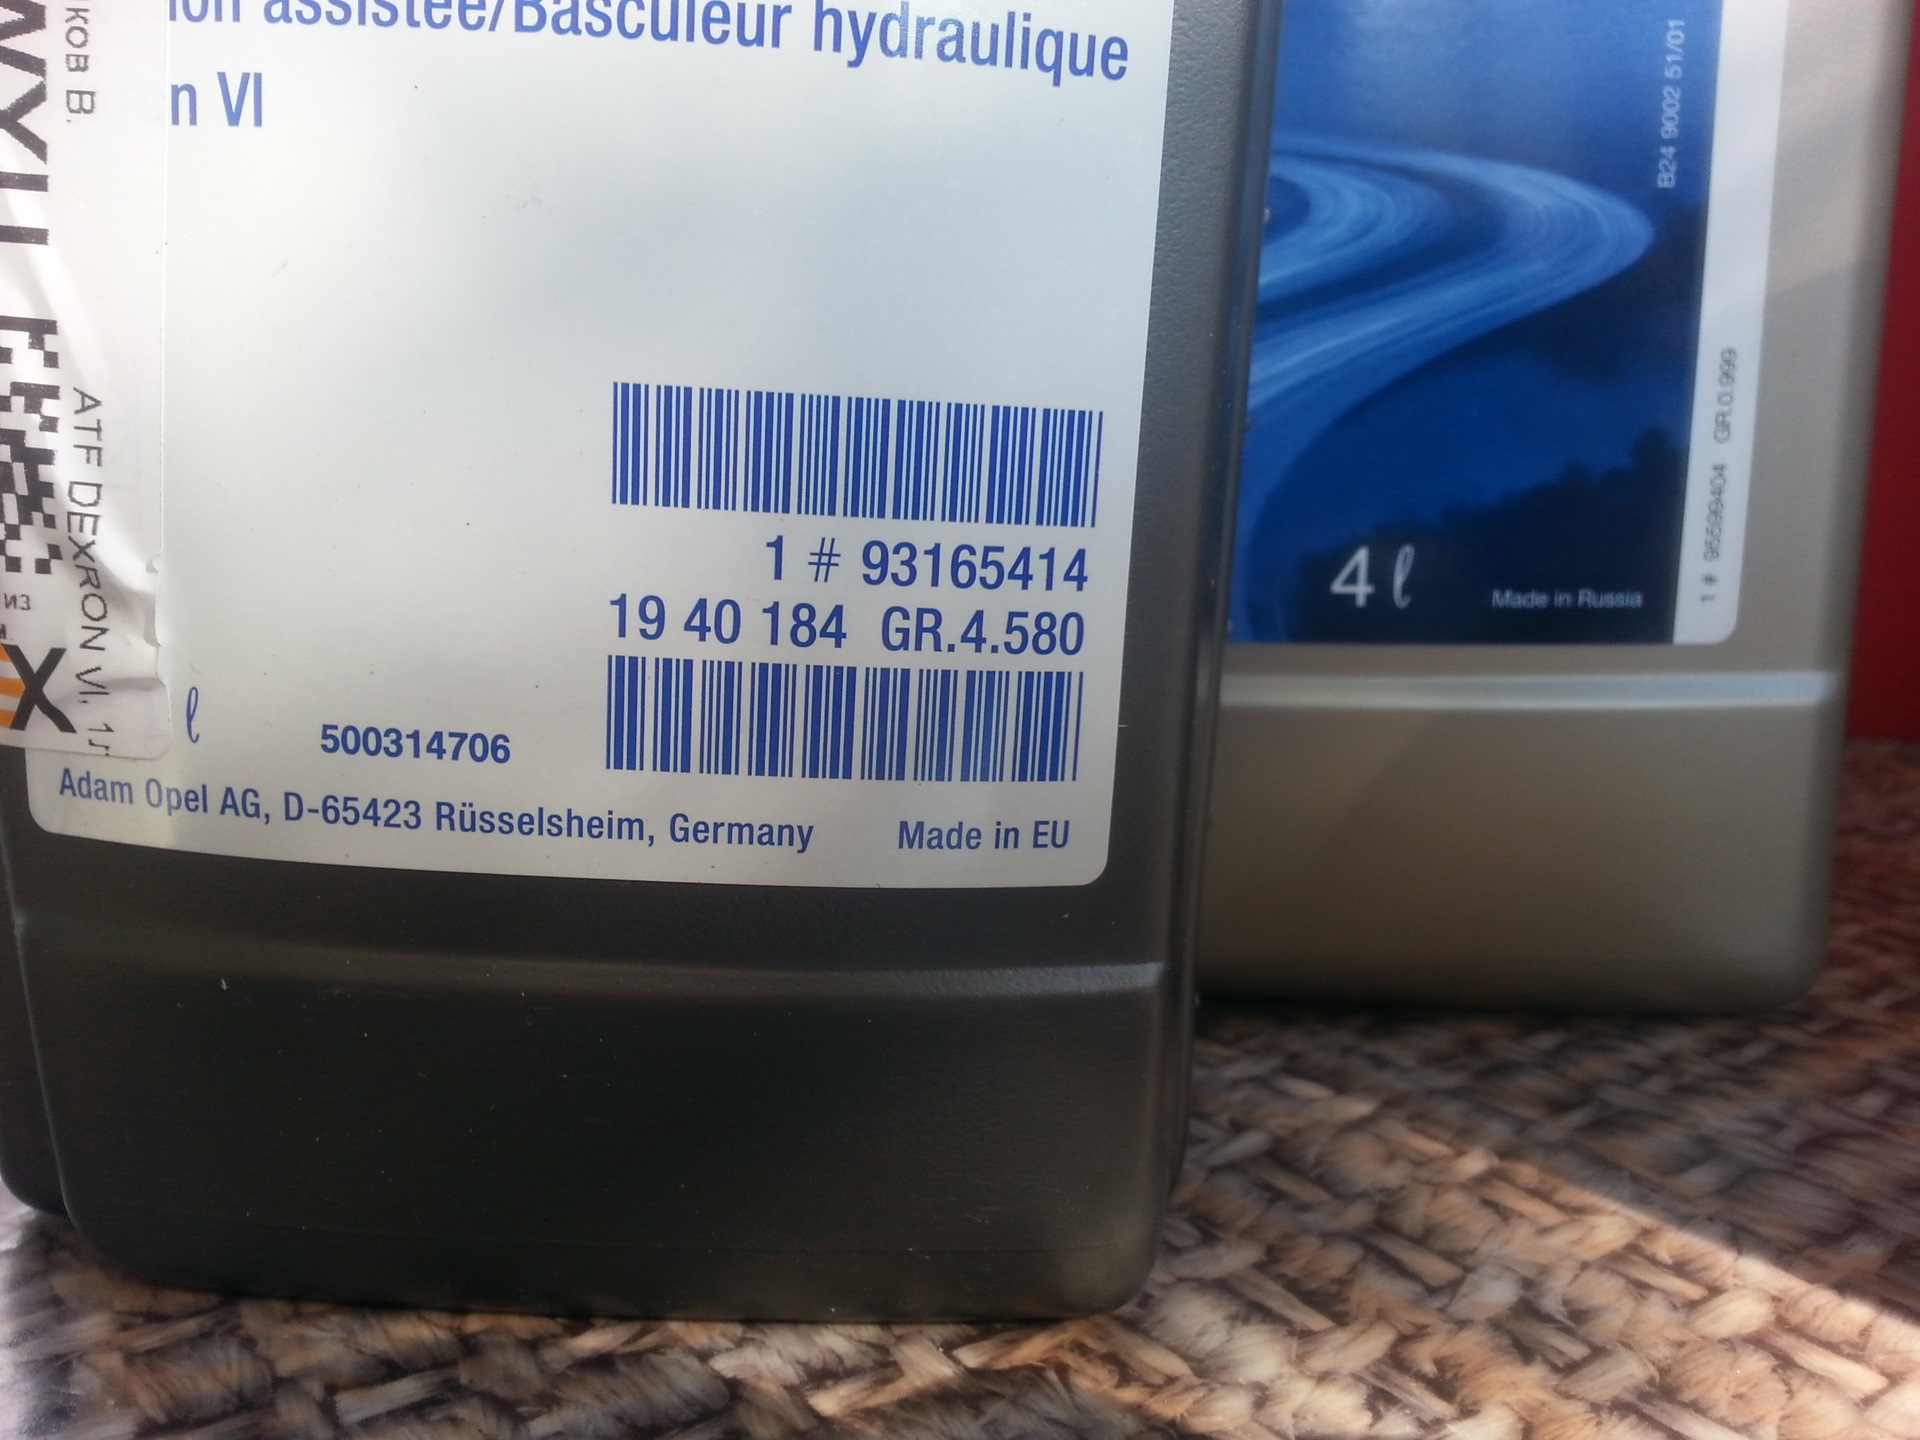 ion assistée/Basculeur hydraulique
n VI
1 # 93165414
19 40 184 GR.4.580
ℓ
500314706
Adam Opel AG, D-65423 Rüsselsheim, Germany
Made in EU
ков В.
ATF DEXRON VI, 1л
из
X
B24 9002 51/01
4 ℓ
Made in Russia
1 # 95599404 GR.0.999